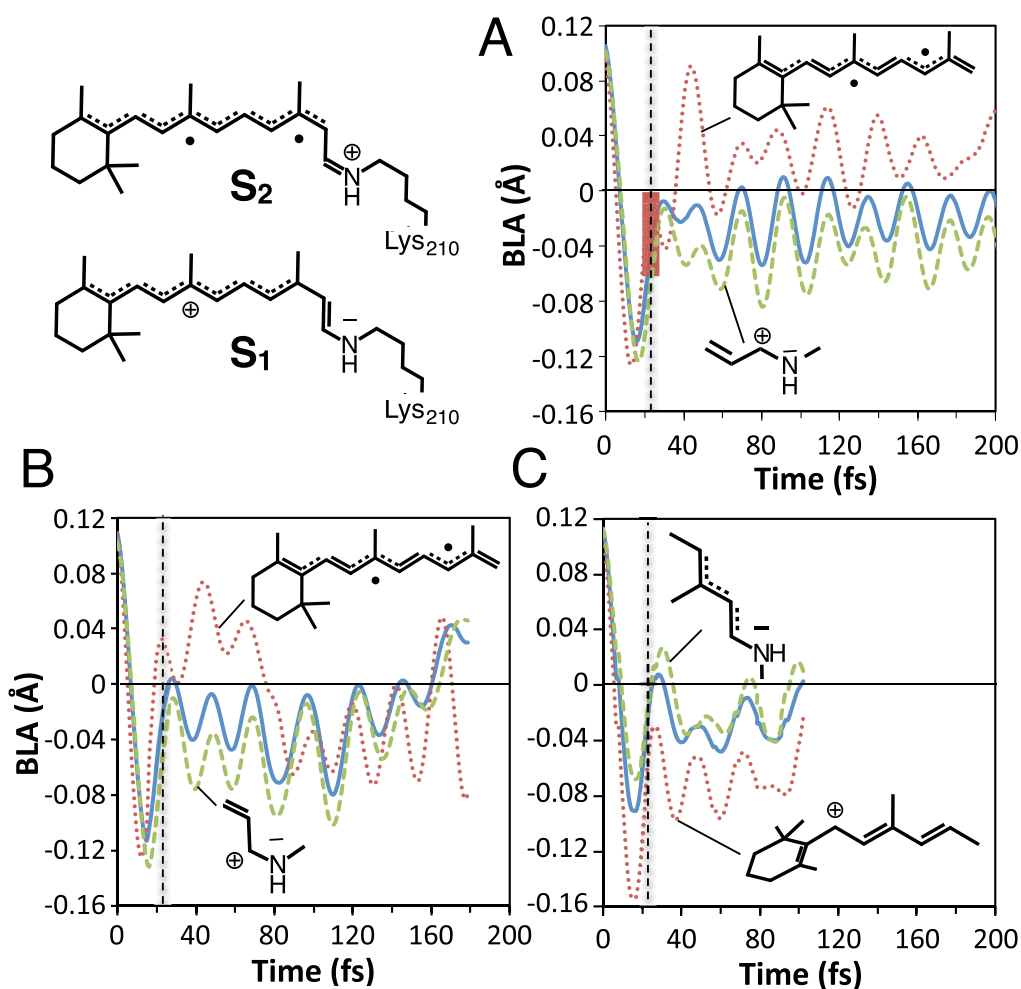 A
S2
⊕
N
H
Lys210
S1
⊕
N
H
Lys210
BLA (Å)
0.12
0.08
0.04
0
-0.04
-0.08
-0.12
-0.16
⊕
N
H
0 40 80 120 160 200
Time (fs)
B
BLA (Å)
0.12
0.08
0.04
0
-0.04
-0.08
-0.12
-0.16
⊕
N
H
0 40 80 120 160 200
Time (fs)
C
BLA (Å)
0.12
0.08
0.04
0
-0.04
-0.08
-0.12
-0.16
NH
⊕
0 40 80 120 160 200
Time (fs)